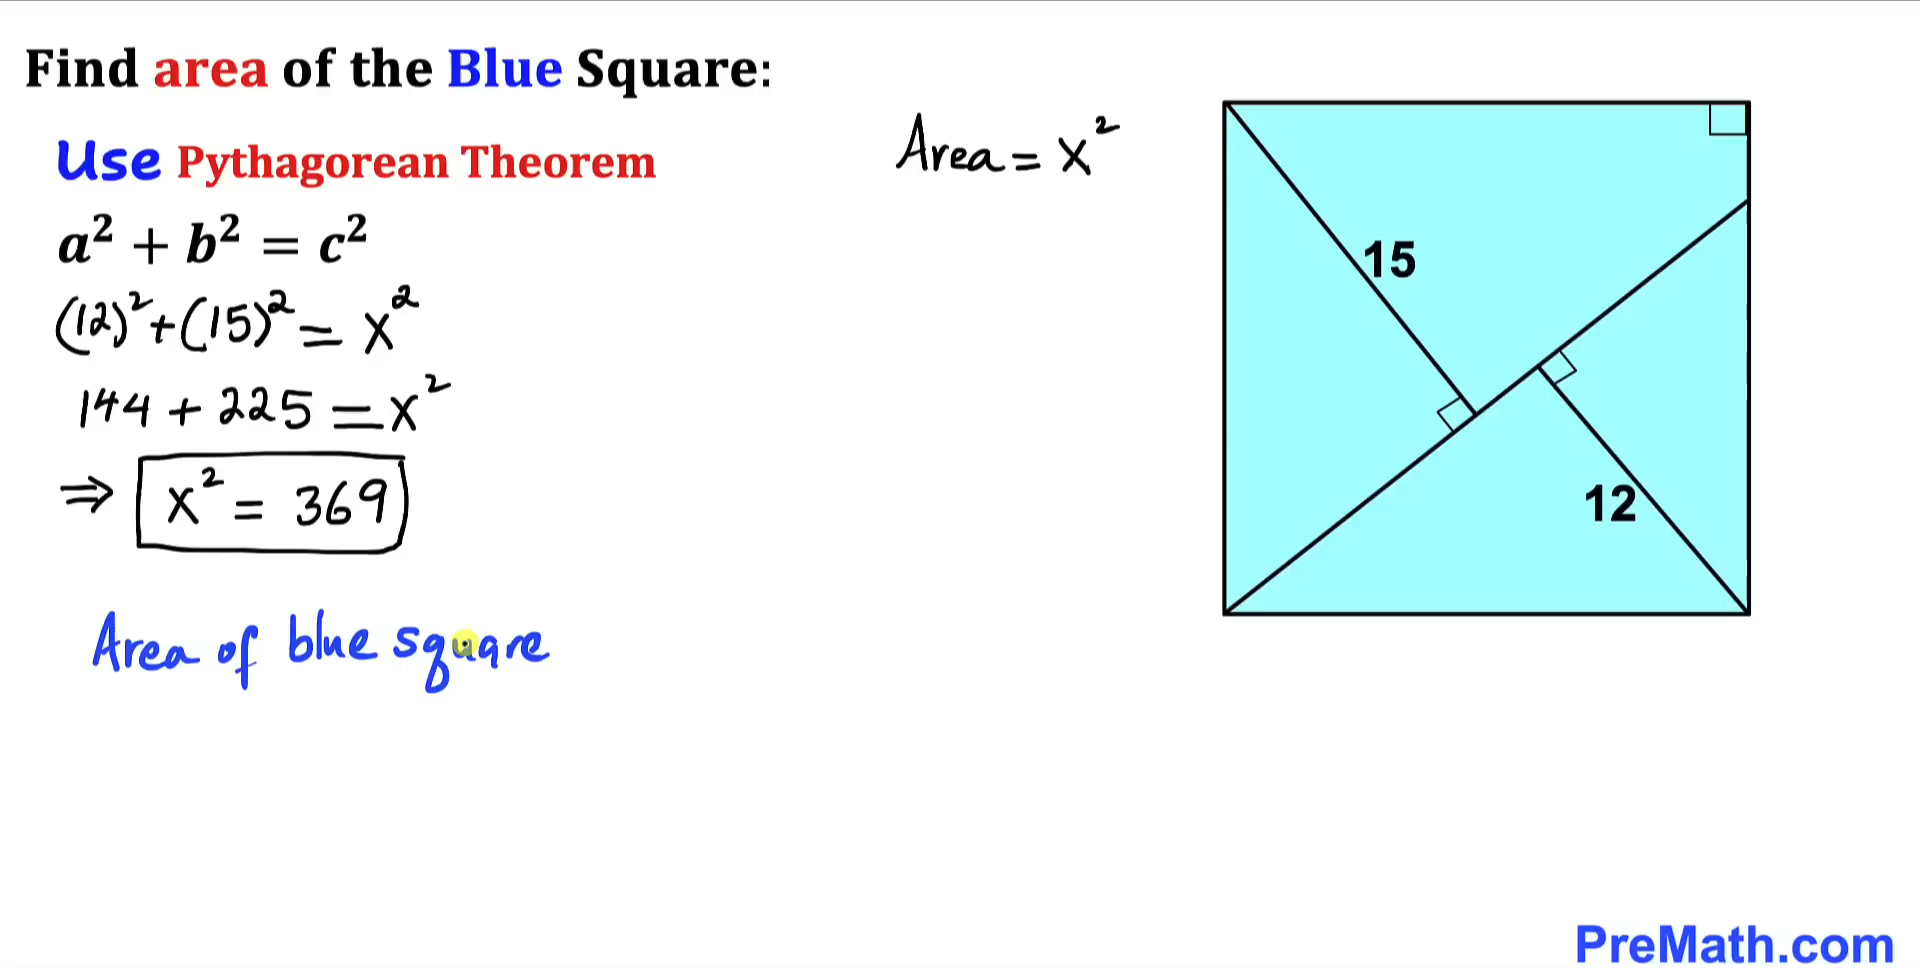 Find area of the Blue Square:
Use Pythagorean Theorem
a² + b² = c²
(12)²+(15)² = x²
144 + 225 = x²
⇒ x² = 369
Area of blue square
Area = x²
15
12
PreMath.com